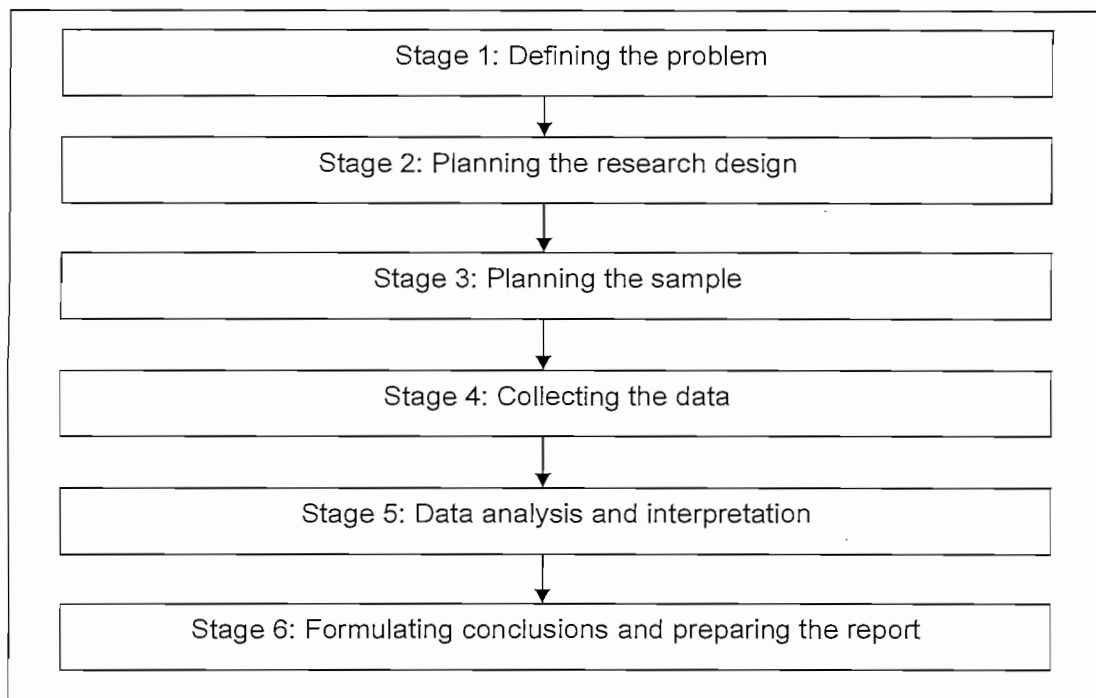 Stage 1: Defining the problem
Stage 2: Planning the research design
Stage 3: Planning the sample
Stage 4: Collecting the data
Stage 5: Data analysis and interpretation
Stage 6: Formulating conclusions and preparing the report